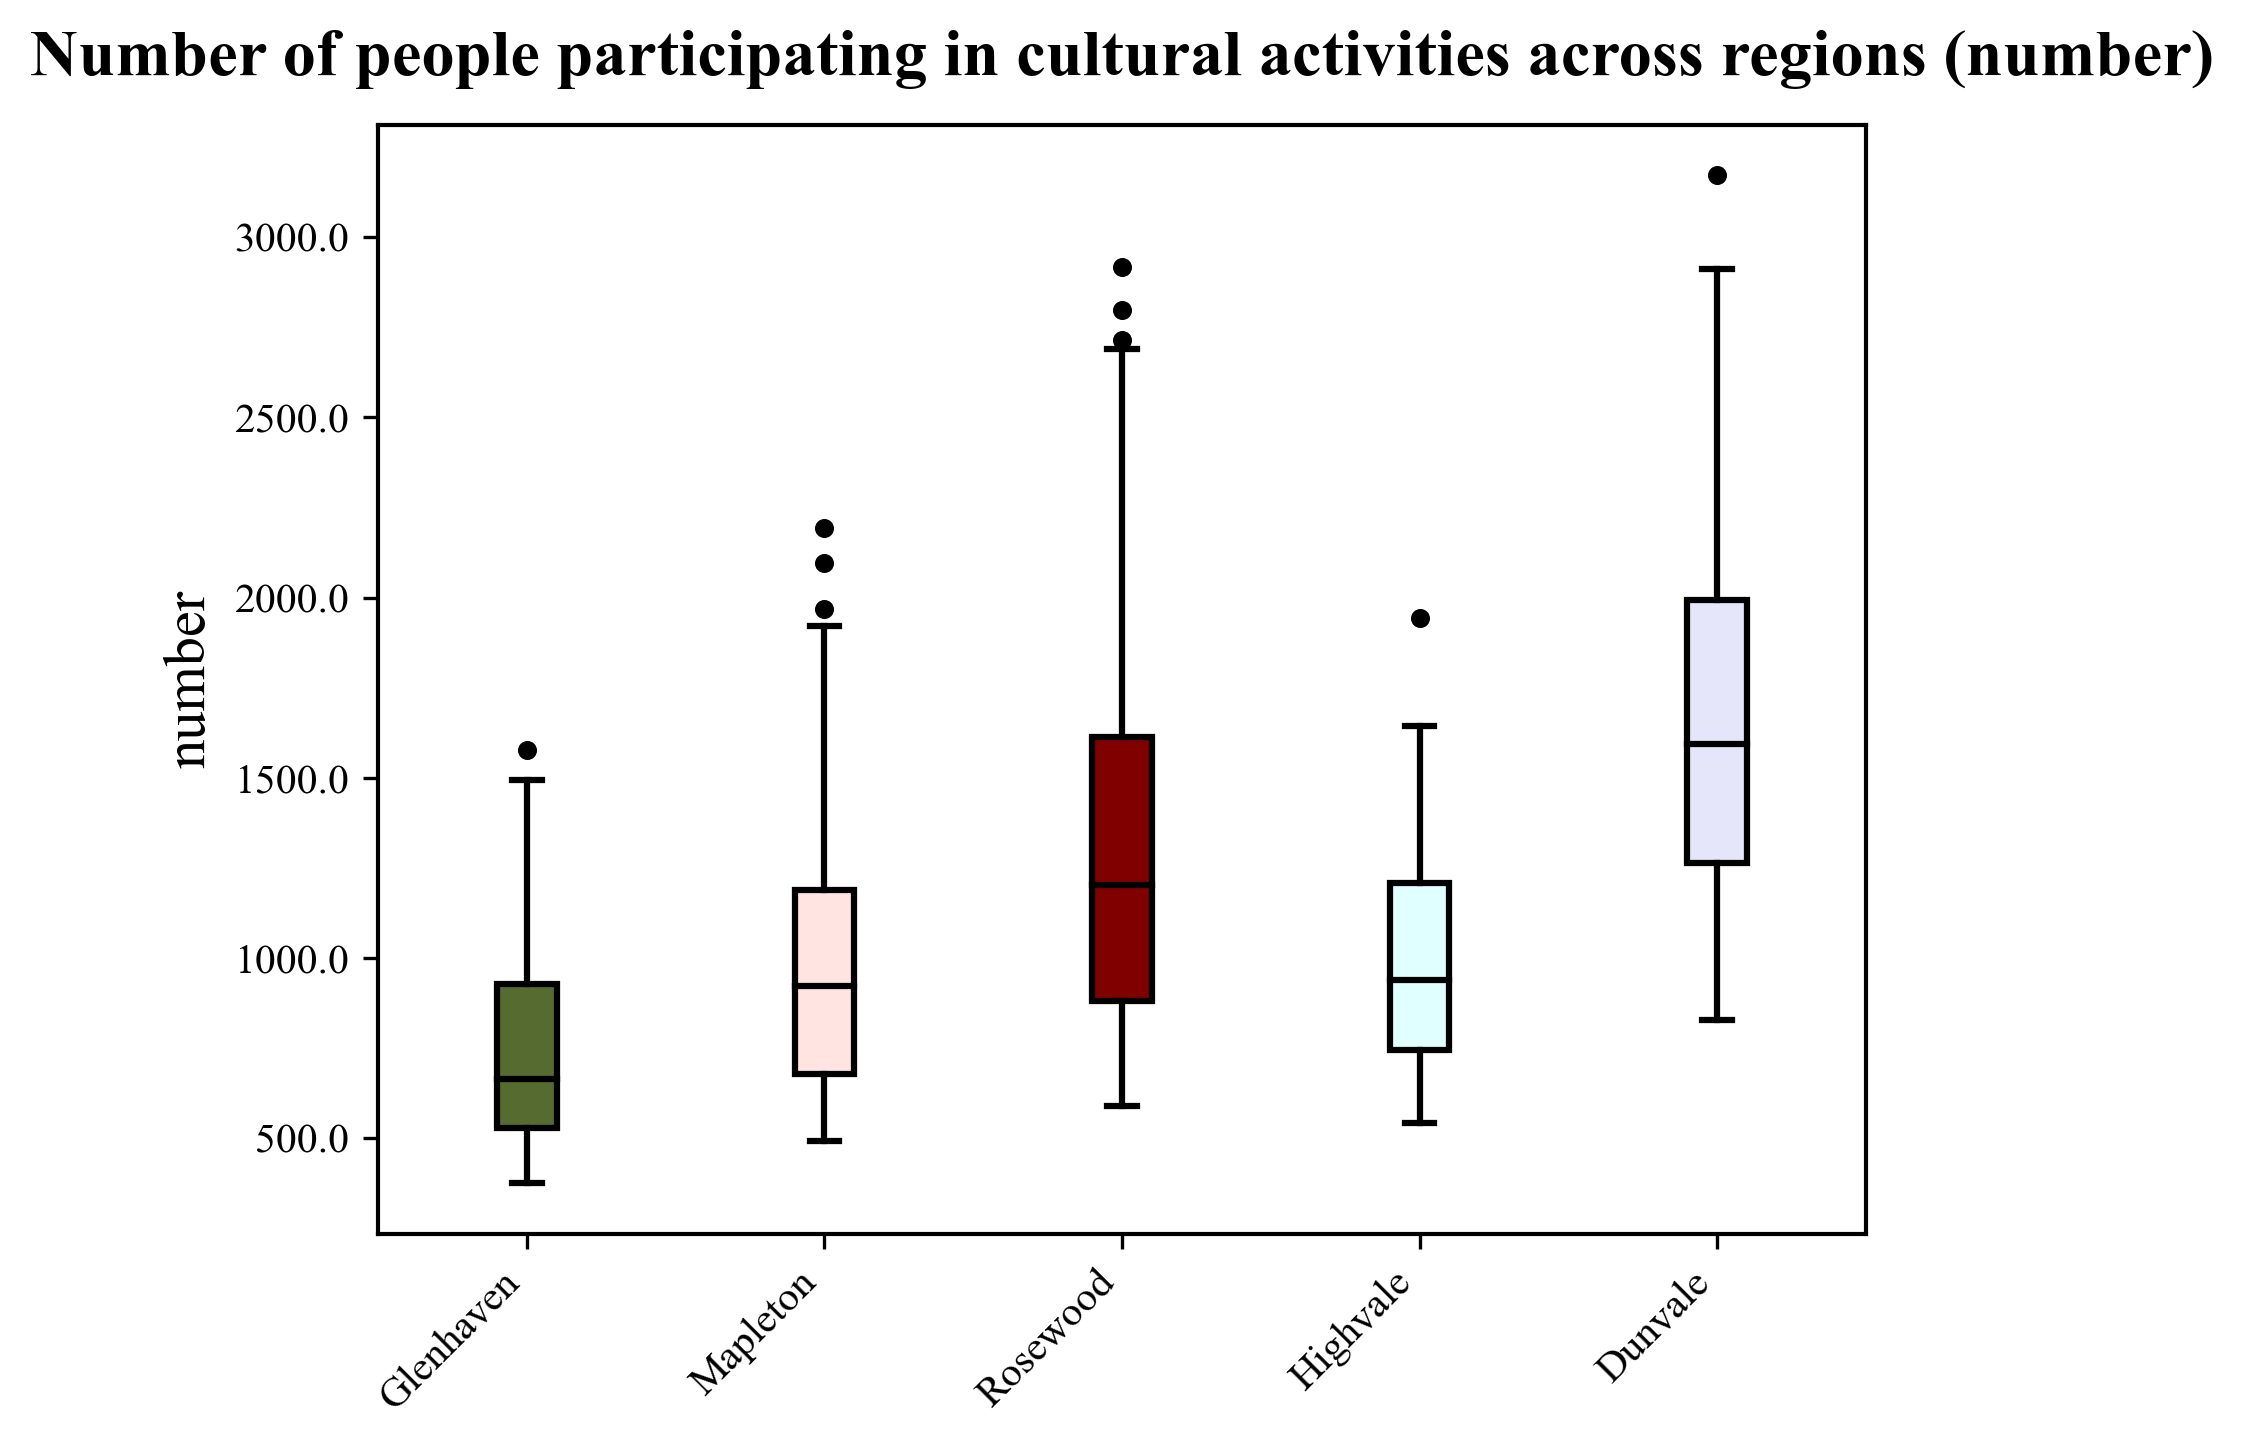 Number of people participating in cultural activities across regions (number)
number
3000.0
2500.0
2000.0
1500.0
1000.0
500.0
Glenhaven
Mapleton
Rosewood
Highvale
Dunvale